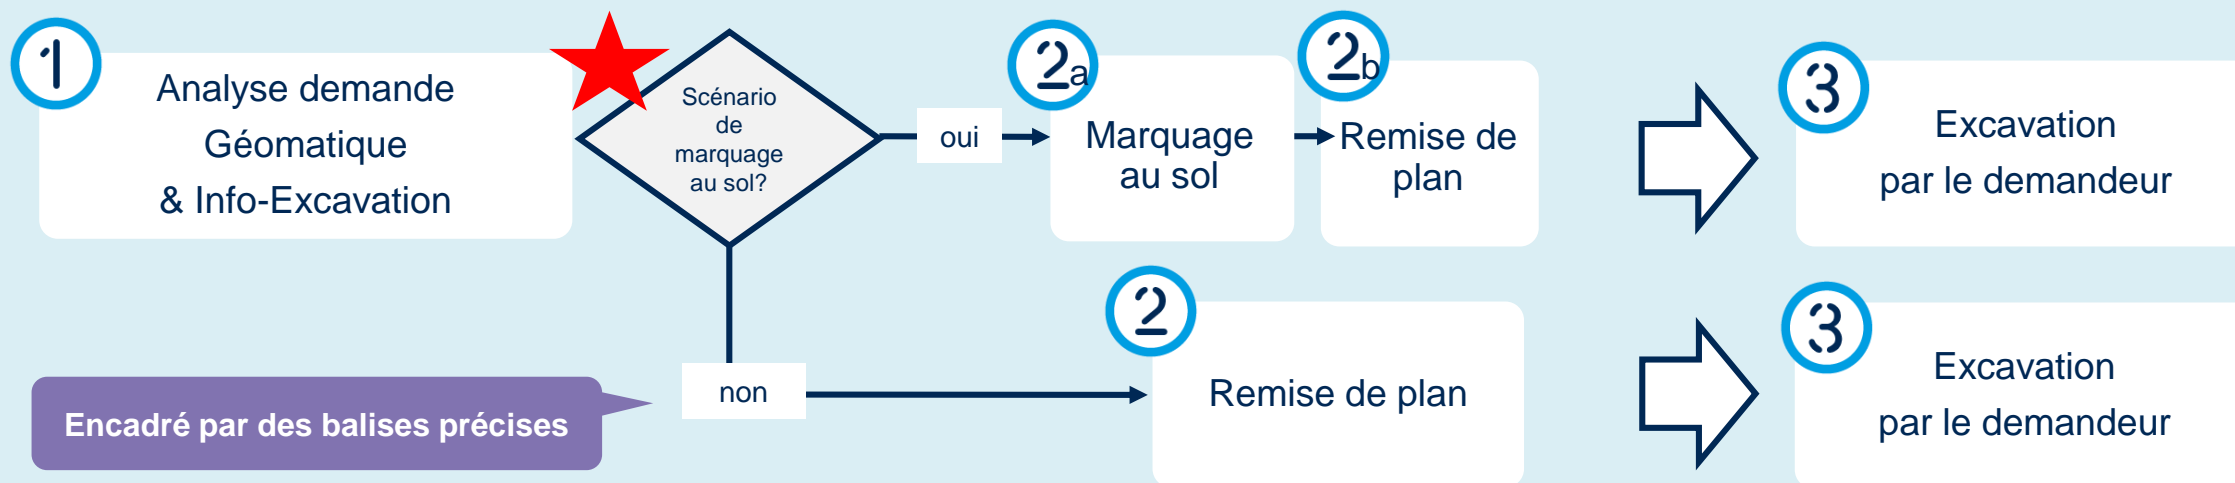 1
Analyse demande
Géomatique
& Info-Excavation
Scénario
de
marquage
au sol?
oui
2a
Marquage
au sol
2b
Remise de
plan
3
Excavation
par le demandeur
non
Encadré par des balises précises
2
Remise de plan
3
Excavation
par le demandeur